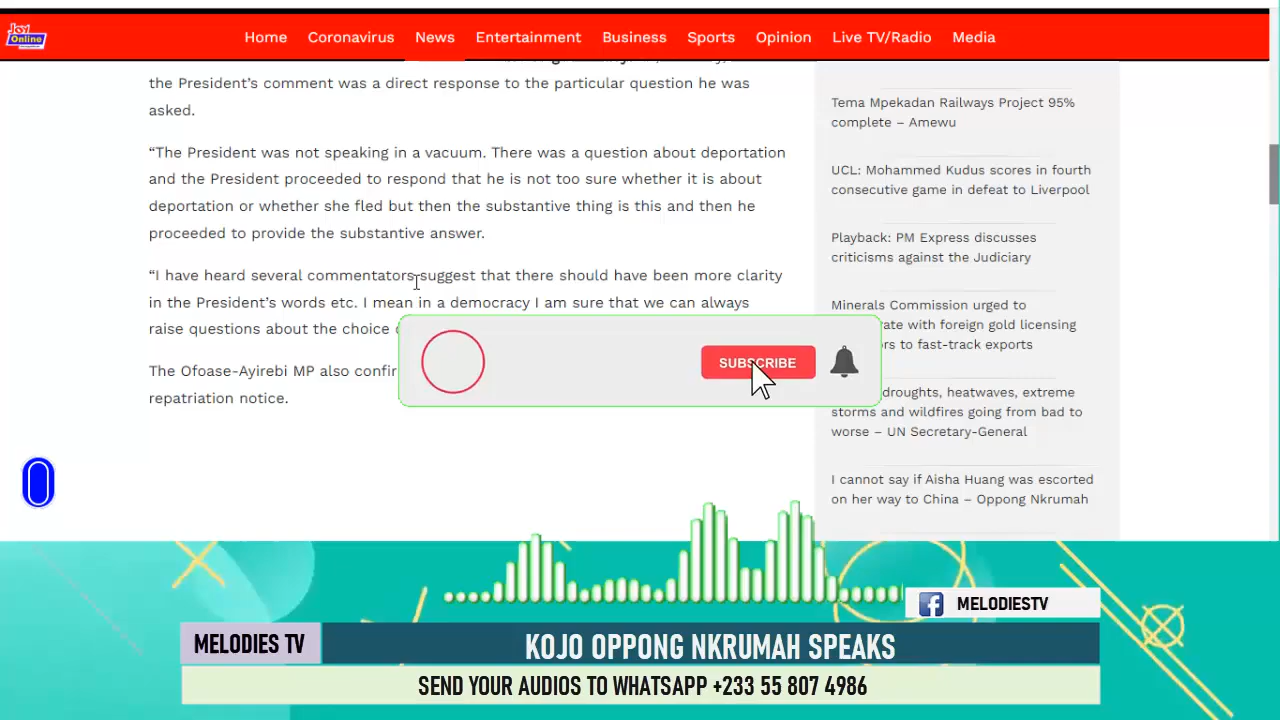 Joy
Online
Home Coronavirus News Entertainment Business Sports Opinion Live TV/Radio Media
the President's comment was a direct response to the particular question he was
asked.
“The President was not speaking in a vacuum. There was a question about deportation
and the President proceeded to respond that he is not too sure whether it is about
deportation or whether she fled but then the substantive thing is this and then he
proceeded to provide the substantive answer.
“I have heard several commentators suggest that there should have been more clarity
in the President's words etc. I mean in a democracy I am sure that we can always
raise questions about the choice
The Ofoase-Ayirebi MP also
repatriation notice.
Tema Mpekadan Railways Project 95%
complete – Amewu
UCL: Mohammed Kudus scores in fourth
consecutive game in defeat to Liverpool
Playback: PM Express discusses
criticisms against the Judiciary
Minerals Commission urged to
with foreign gold licensing
to fast-track exports
droughts, heatwaves, extreme
storms and wildfires going from bad to
worse – UN Secretary-General
I cannot say if Aisha Huang was escorted
on her way to China – Oppong Nkrumah
SUBSCRIBE
MELODIESTV
MELODIES TV
KOJO OPPONG NKRUMAH SPEAKS
SEND YOUR AUDIOS TO WHATSAPP +233 55 807 4986